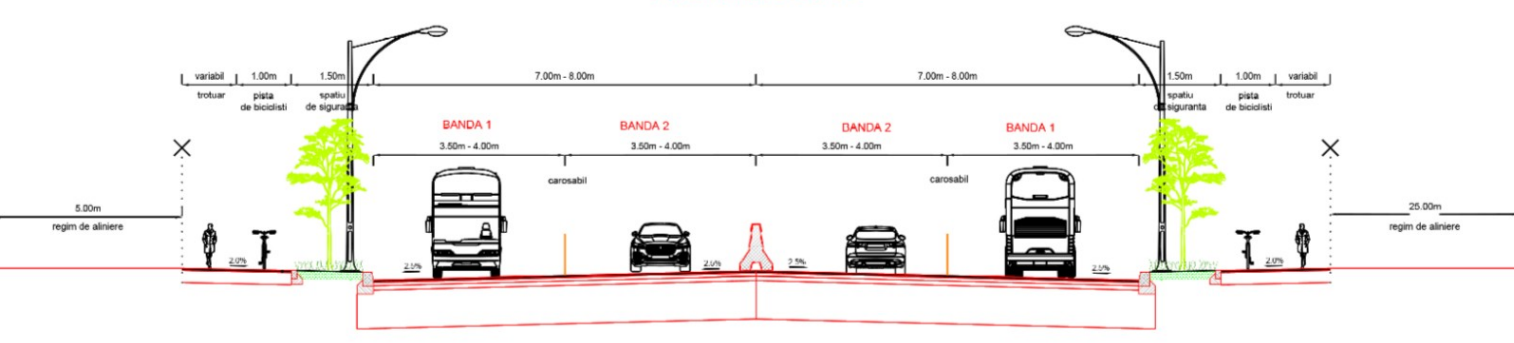 variabil 1.00m 1.50m 7.00m - 8.00m 7.00m - 8.00m 1.50m 1.00m variabil
trotuar pista spatiu spatiu pista trotuar
de biciclisti de siguranta siguranta de biciclisti
BANDA 1 BANDA 2 BANDA 2 BANDA 1
3.50m - 4.00m 3.50m - 4.00m 3.50m - 4.00m 3.50m - 4.00m
carosabil carosabil
5.00m 25.00m
regim de aliniere regim de aliniere
2.0% 2.5% 2.0% 2.5% 2.0% 2.0%